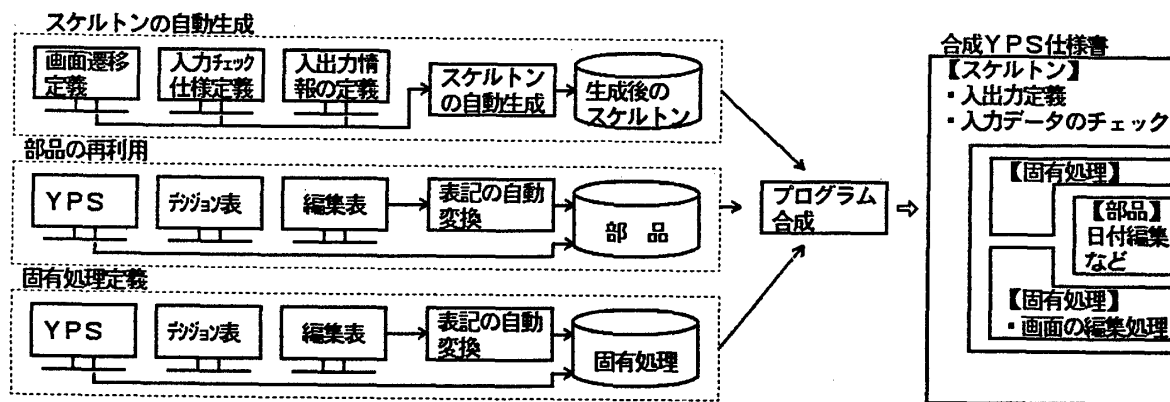 スケルトンの自動生成
画面遷移
定義
入力チェック
仕様定義
入出力情
報の定義
スケルトン
の自動生成
生成後の
スケルトン
部品の再利用
YPS
デシジョン表
編集表
表記の自動
変換
部 品
固有処理定義
YPS
デシジョン表
編集表
表記の自動
変換
固有処理
プログラム
合成
合成YPS仕様書
【スケルトン】
・入出力定義
・入力データのチェック
【固有処理】
【部品】
日付編集
など
【固有処理】
・画面の編集処理